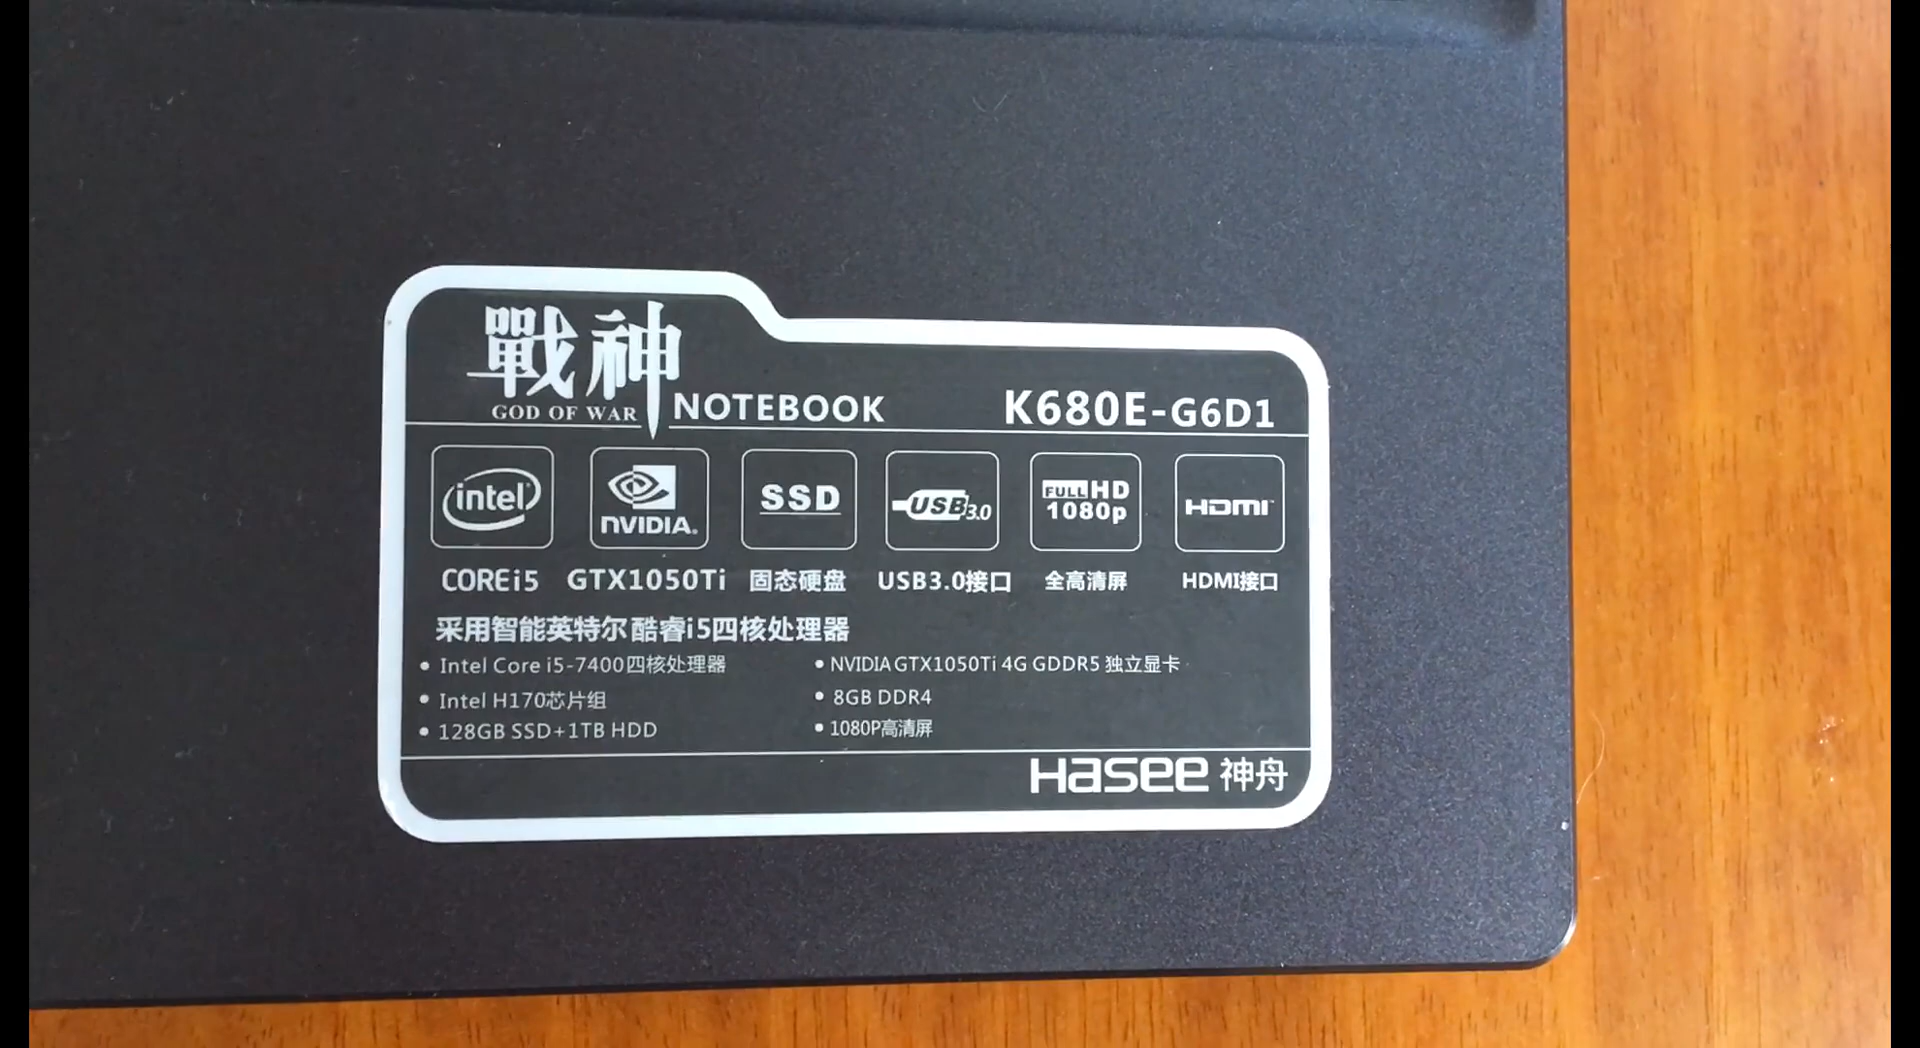 戰神
GOD OF WAR
NOTEBOOK
K680E-G6D1
intel
NVIDIA.
SSD
USB3.0
FULL HD
1080p
HDMI
CORE i5
GTX1050Ti
固态硬盘
USB3.0接口
全高清屏
HDMI接口
采用智能英特尔 酷睿i5四核处理器
• Intel Core i5-7400四核处理器
• NVIDIA GTX1050Ti 4G GDDR5 独立显卡
• Intel H170芯片组
• 8GB DDR4
• 128GB SSD+1TB HDD
• 1080P高清屏
Hasee 神舟